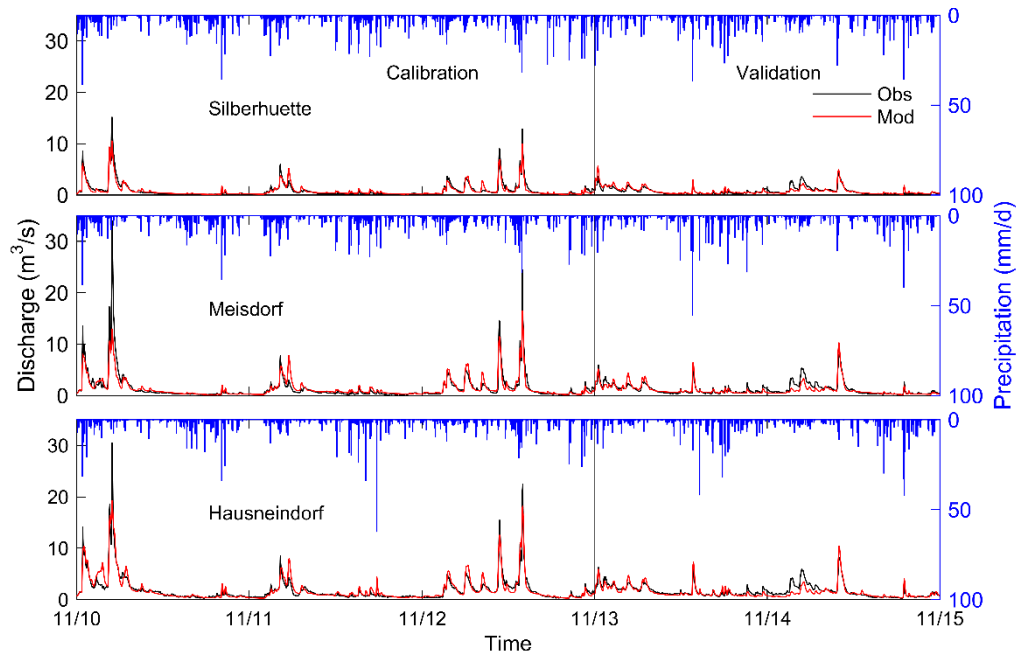 0
30
Calibration
Validation
20
Silberhuette
Obs
50
Mod
10
0
100
0
30
20
Meisdorf
50
10
0
100
0
30
20
Hausneindorf
50
10
0
100
11/10
11/11
11/12
11/13
11/14
11/15
Time
Discharge (m³/s)
Precipitation (mm/d)